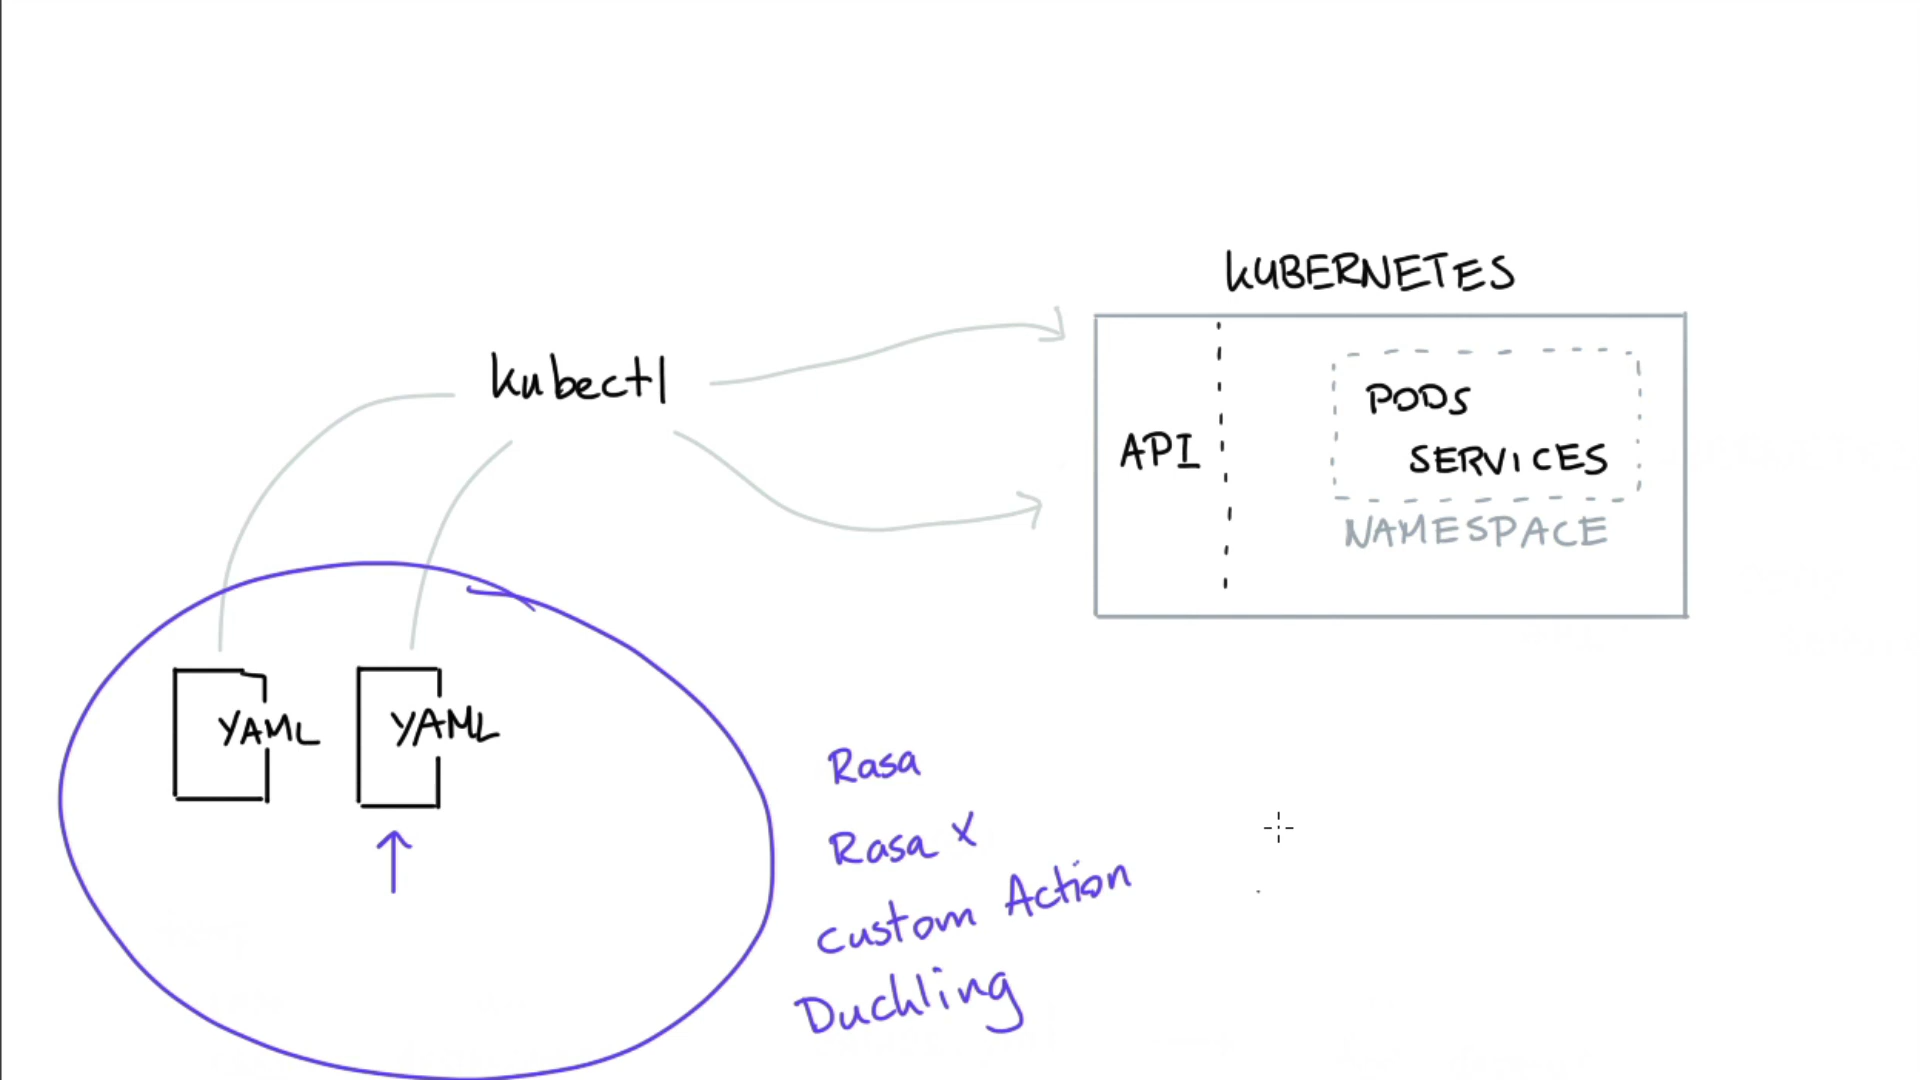 KUBERNETES
kubectl
API
PODS
SERVICES
NAMESPACE
YAML
YAML
Rasa
Rasa X
Custom Action
Duckling